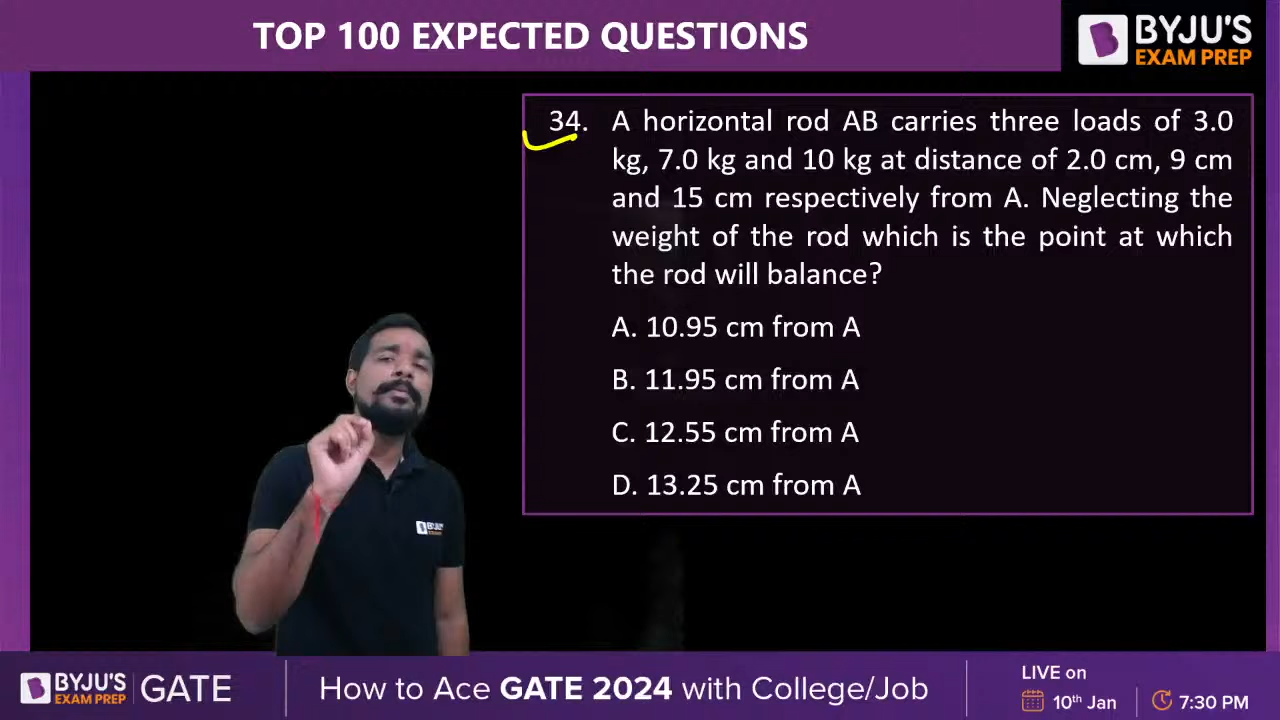 TOP 100 EXPECTED QUESTIONS
BYJU'S
EXAM PREP
34. A horizontal rod AB carries three loads of 3.0
kg, 7.0 kg and 10 kg at distance of 2.0 cm, 9 cm
and 15 cm respectively from A. Neglecting the
weight of the rod which is the point at which
the rod will balance?
A. 10.95 cm from A
B. 11.95 cm from A
C. 12.55 cm from A
D. 13.25 cm from A
BYJU'S
BYJU'S
EXAM PREP
GATE
How to Ace GATE 2024 with College/Job
LIVE on
10th Jan
7:30 PM